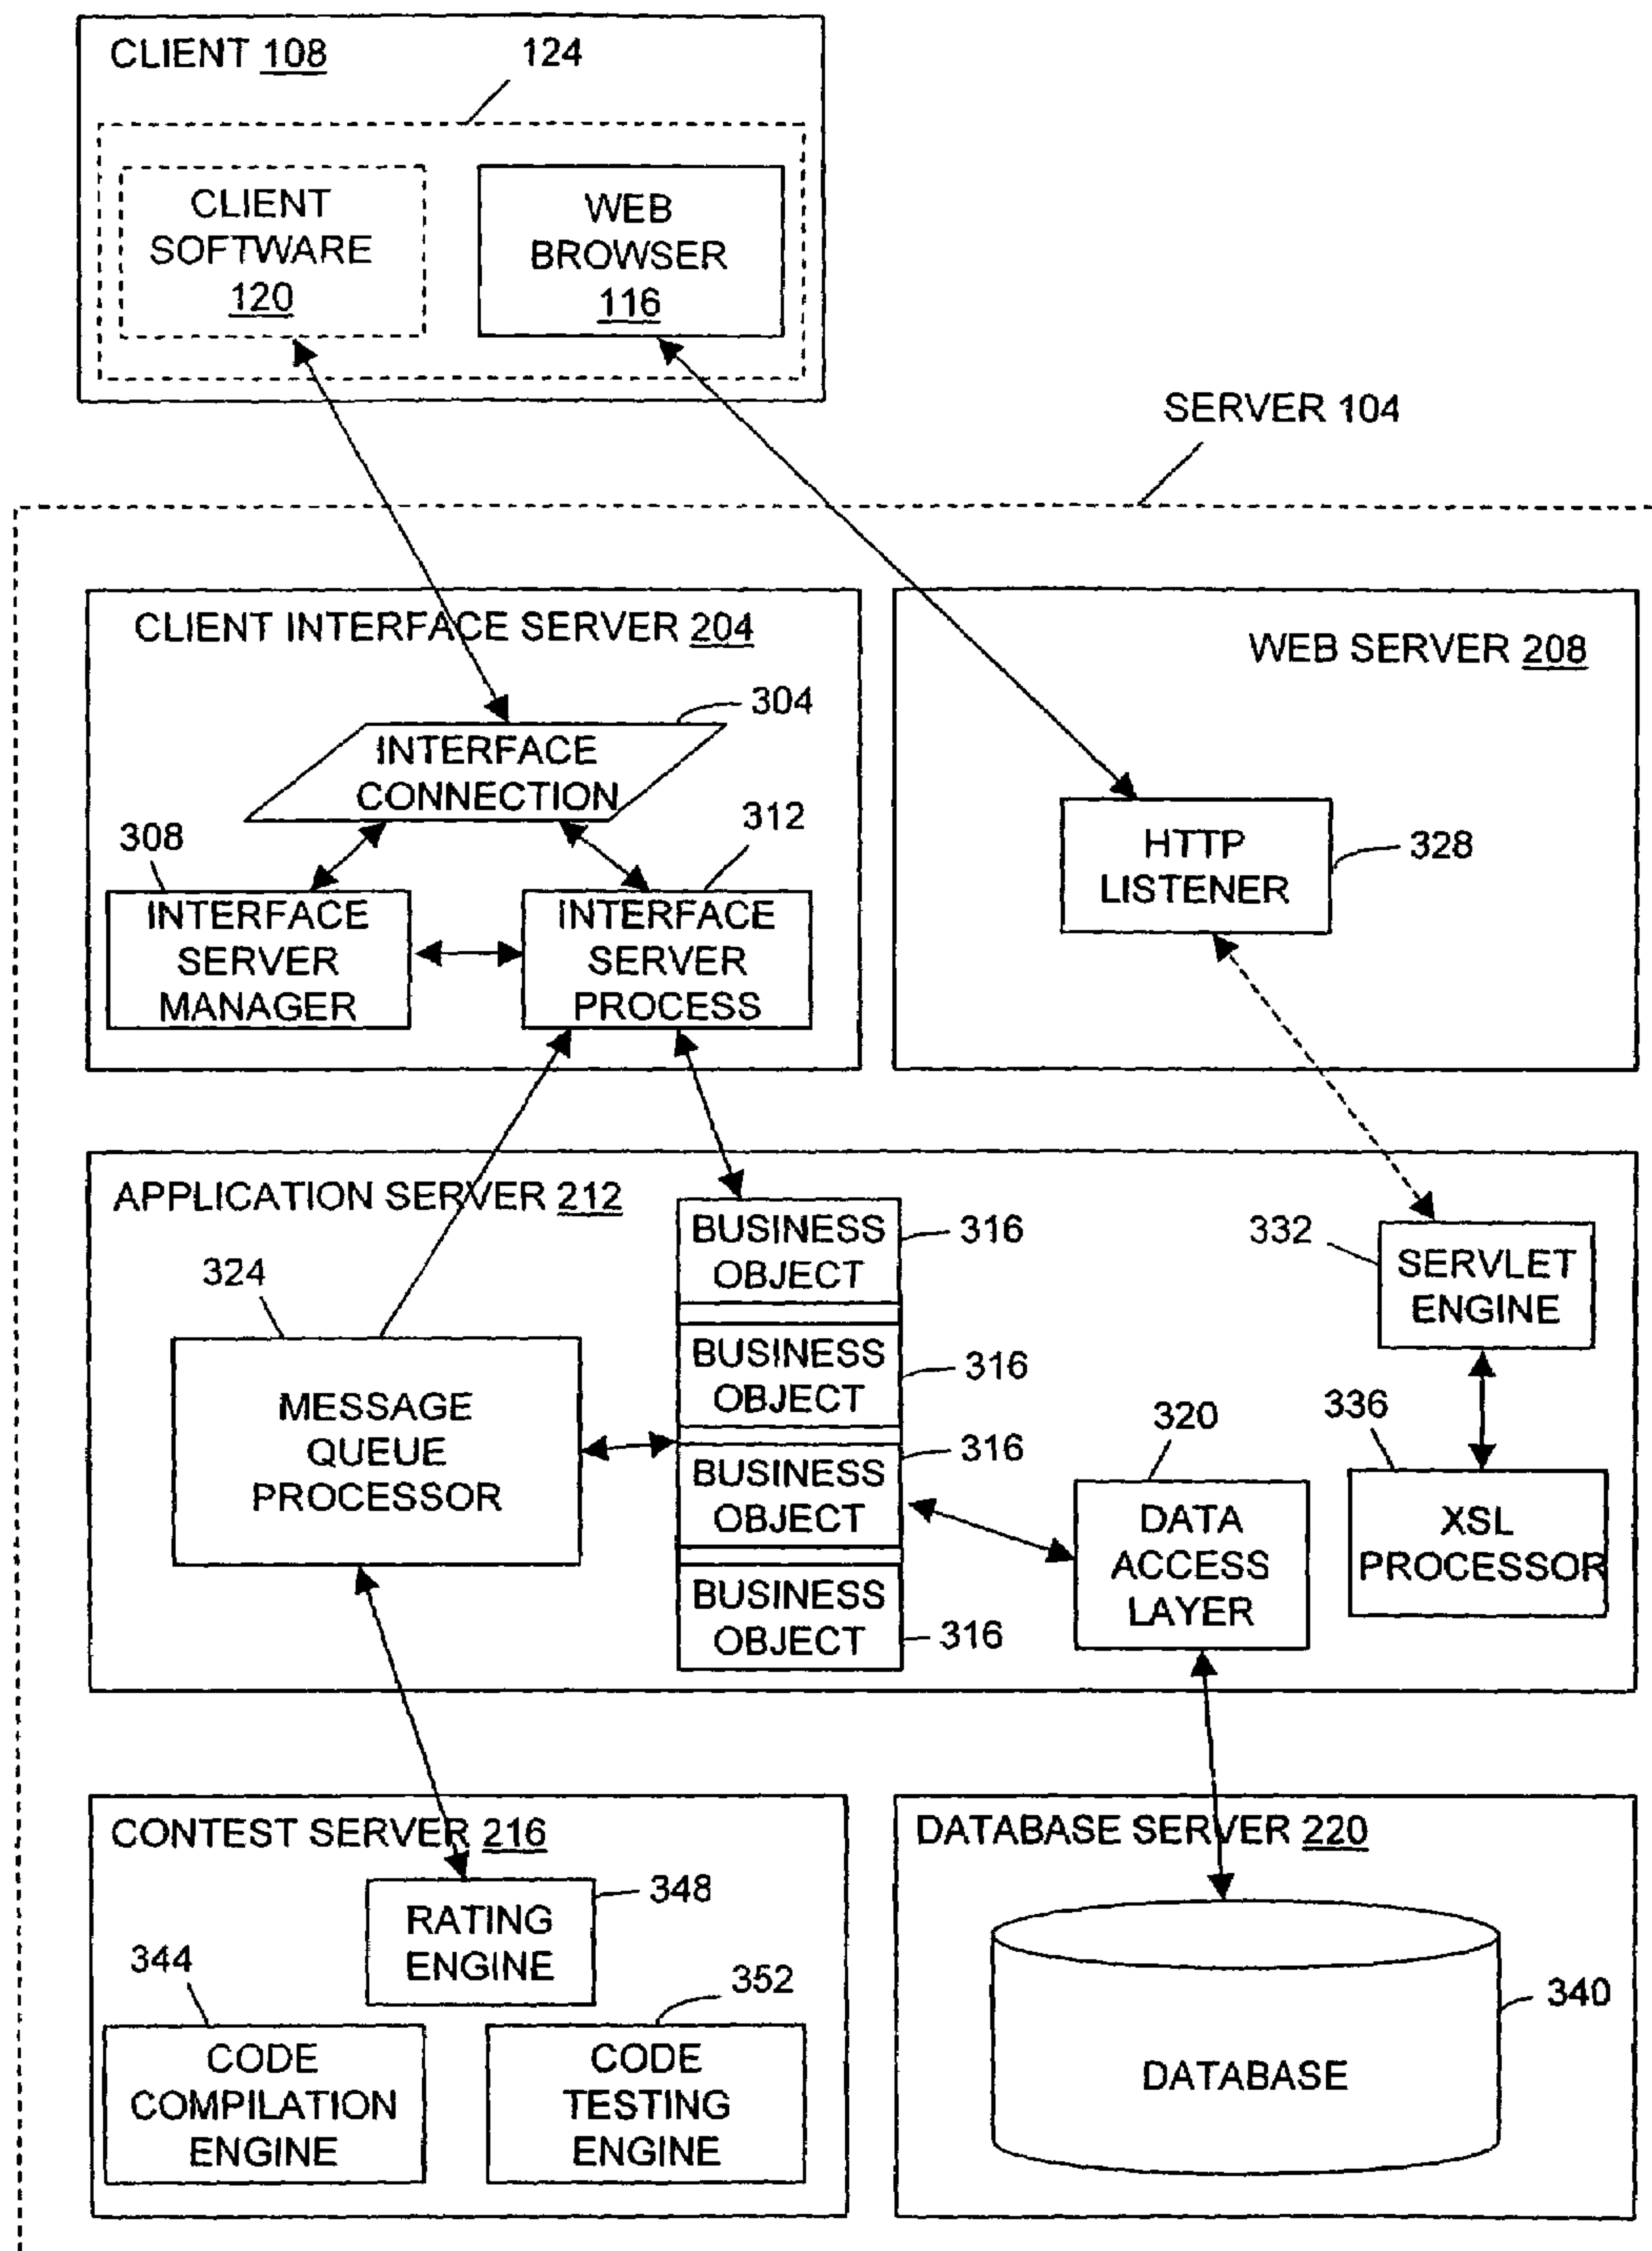 CLIENT 108
124
CLIENT
SOFTWARE
120
WEB
BROWSER
116
SERVER 104
CLIENT INTERFACE SERVER 204
304
INTERFACE
CONNECTION
308
312
INTERFACE
SERVER
MANAGER
INTERFACE
SERVER
PROCESS
WEB SERVER 208
HTTP
LISTENER
328
APPLICATION SERVER 212
324
MESSAGE
QUEUE
PROCESSOR
BUSINESS
OBJECT
316
BUSINESS
OBJECT
316
BUSINESS
OBJECT
316
BUSINESS
OBJECT
316
320
DATA
ACCESS
LAYER
332
SERVLET
ENGINE
336
XSL
PROCESSOR
CONTEST SERVER 216
348
RATING
ENGINE
344
CODE
COMPILATION
ENGINE
352
CODE
TESTING
ENGINE
DATABASE SERVER 220
340
DATABASE